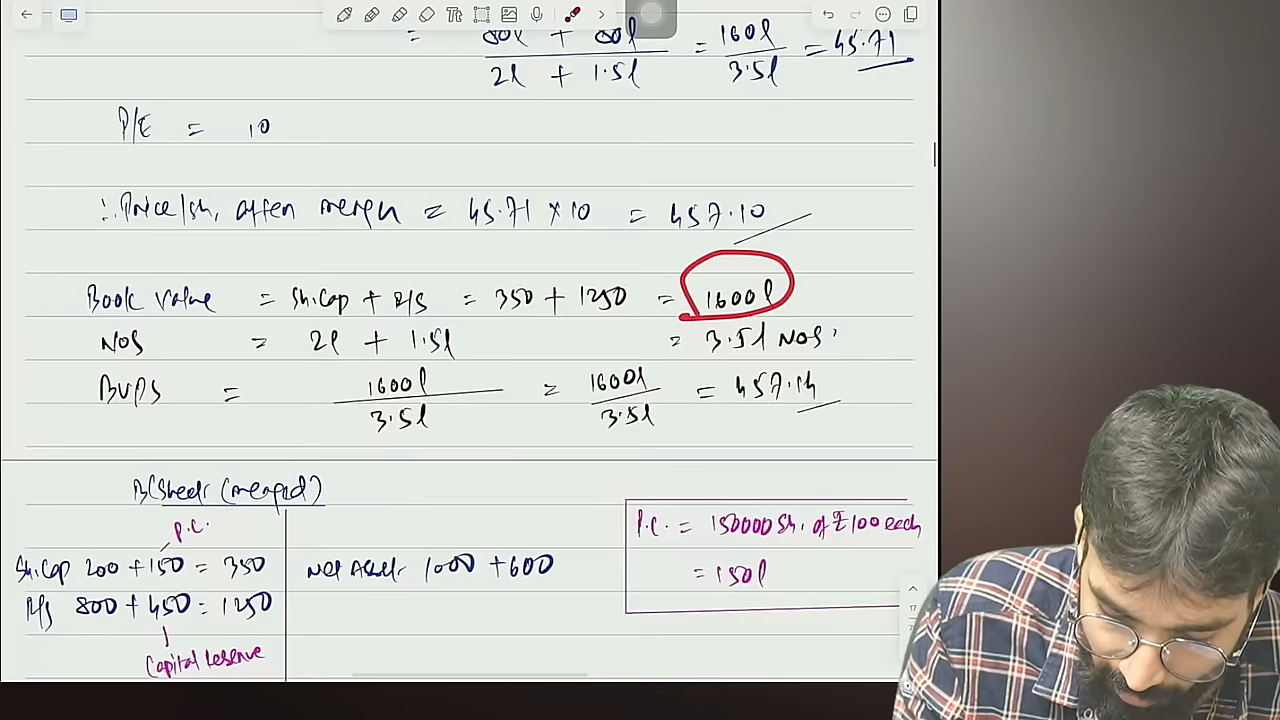 = 80l + 80l / 2l + 1.5l = 160l / 3.5l = 45.71
P/E = 10
∴ Price/sh. after merger = 45.71 × 10 = 457.10
Book Value = Sh.Cap + R/S = 350 + 1250 = 1600l
NOS = 2l + 1.5l = 3.5l NOS.
BVPS = 1600l / 3.5l = 1600l / 3.5l = 457.14
B/Sheet (merged)
P.C.
Sh.Cap 200 + 150 = 350 Net Asset 1000 + 600
R/S 800 + 450 = 1250
Capital Reserve
P.C. = 150000 Sh. of ₹100 each
= 150l